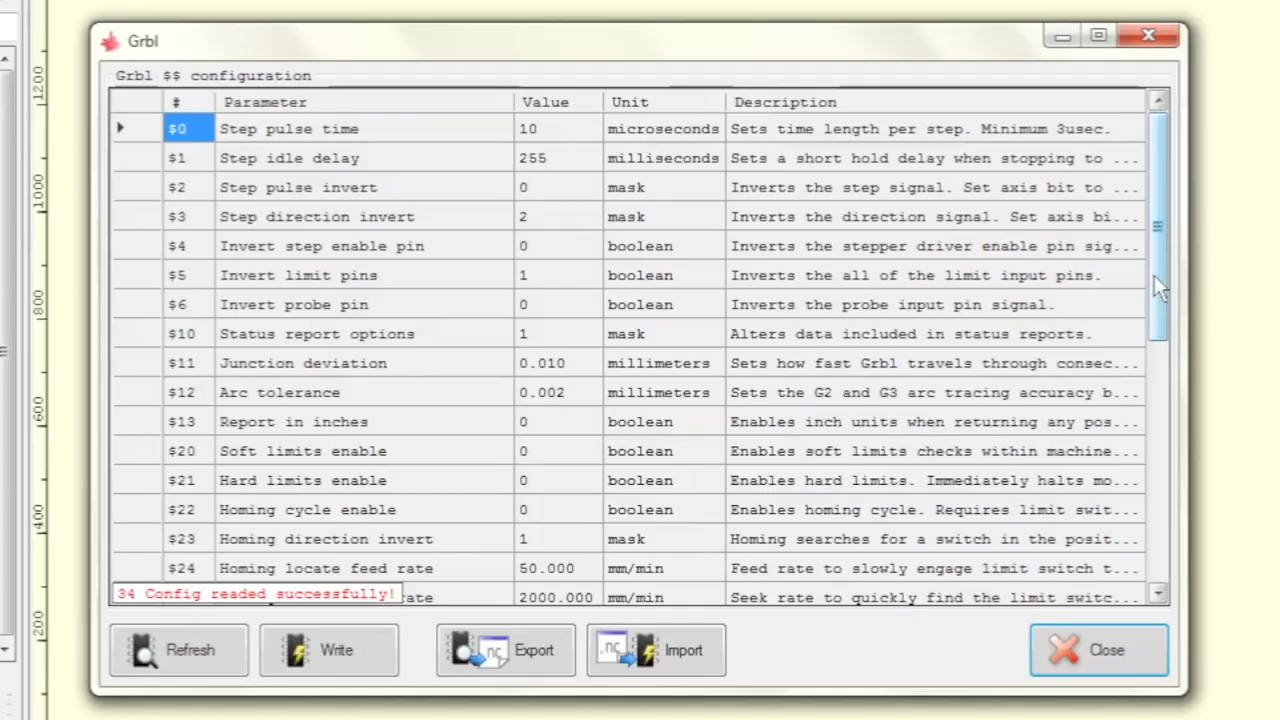 Grbl
Grbl $$ configuration
# Parameter Value Unit Description
$0 Step pulse time 10 microseconds Sets time length per step. Minimum 3usec.
$1 Step idle delay 255 milliseconds Sets a short hold delay when stopping to ...
$2 Step pulse invert 0 mask Inverts the step signal. Set axis bit to ...
$3 Step direction invert 2 mask Inverts the direction signal. Set axis bi...
$4 Invert step enable pin 0 boolean Inverts the stepper driver enable pin sig...
$5 Invert limit pins 1 boolean Inverts the all of the limit input pins.
$6 Invert probe pin 0 boolean Inverts the probe input pin signal.
$10 Status report options 1 mask Alters data included in status reports.
$11 Junction deviation 0.010 millimeters Sets how fast Grbl travels through consec...
$12 Arc tolerance 0.002 millimeters Sets the G2 and G3 arc tracing accuracy b...
$13 Report in inches 0 boolean Enables inch units when returning any pos...
$20 Soft limits enable 0 boolean Enables soft limits checks within machine...
$21 Hard limits enable 0 boolean Enables hard limits. Immediately halts mo...
$22 Homing cycle enable 0 boolean Enables homing cycle. Requires limit swit...
$23 Homing direction invert 1 mask Homing searches for a switch in the posit...
$24 Homing locate feed rate 50.000 mm/min Feed rate to slowly engage limit switch t...
34 Config readed successfully! rate 2000.000 mm/min Seek rate to quickly find the limit switc...
Refresh Write nc Export .nc Import Close
1200
1000
800
600
400
200